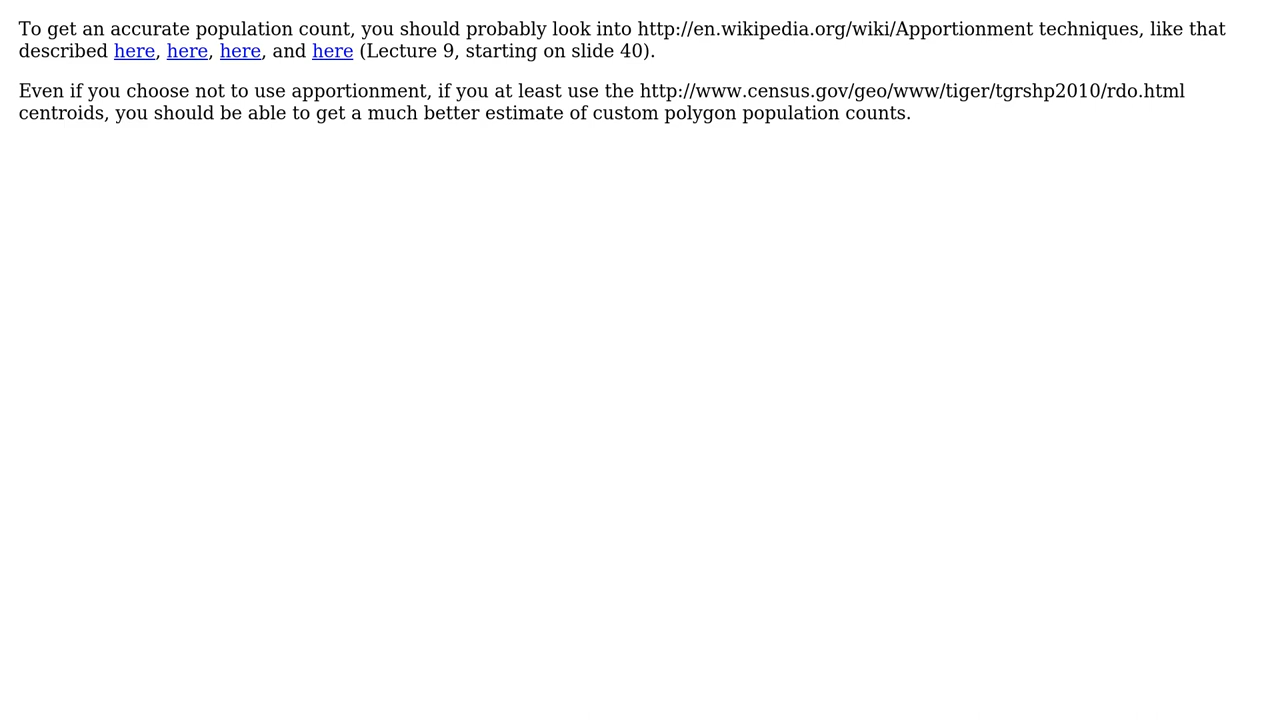 To get an accurate population count, you should probably look into http://en.wikipedia.org/wiki/Apportionment techniques, like that
described here, here, here, and here (Lecture 9, starting on slide 40).
Even if you choose not to use apportionment, if you at least use the http://www.census.gov/geo/www/tiger/tgrshp2010/rdo.html
centroids, you should be able to get a much better estimate of custom polygon population counts.